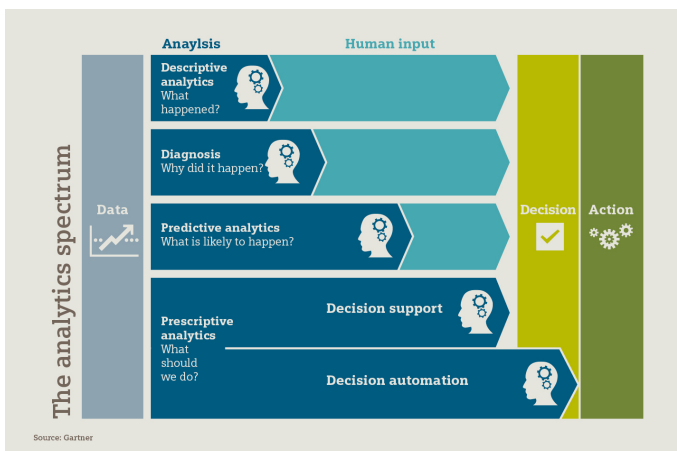 The analytics spectrum
Anaylsis
Human input
Data
Descriptive
analytics
What
happened?
Diagnosis
Why did it happen?
Predictive analytics
What is likely to happen?
Prescriptive
analytics
What
should
we do?
Decision support
Decision automation
Decision
Action
Source: Gartner